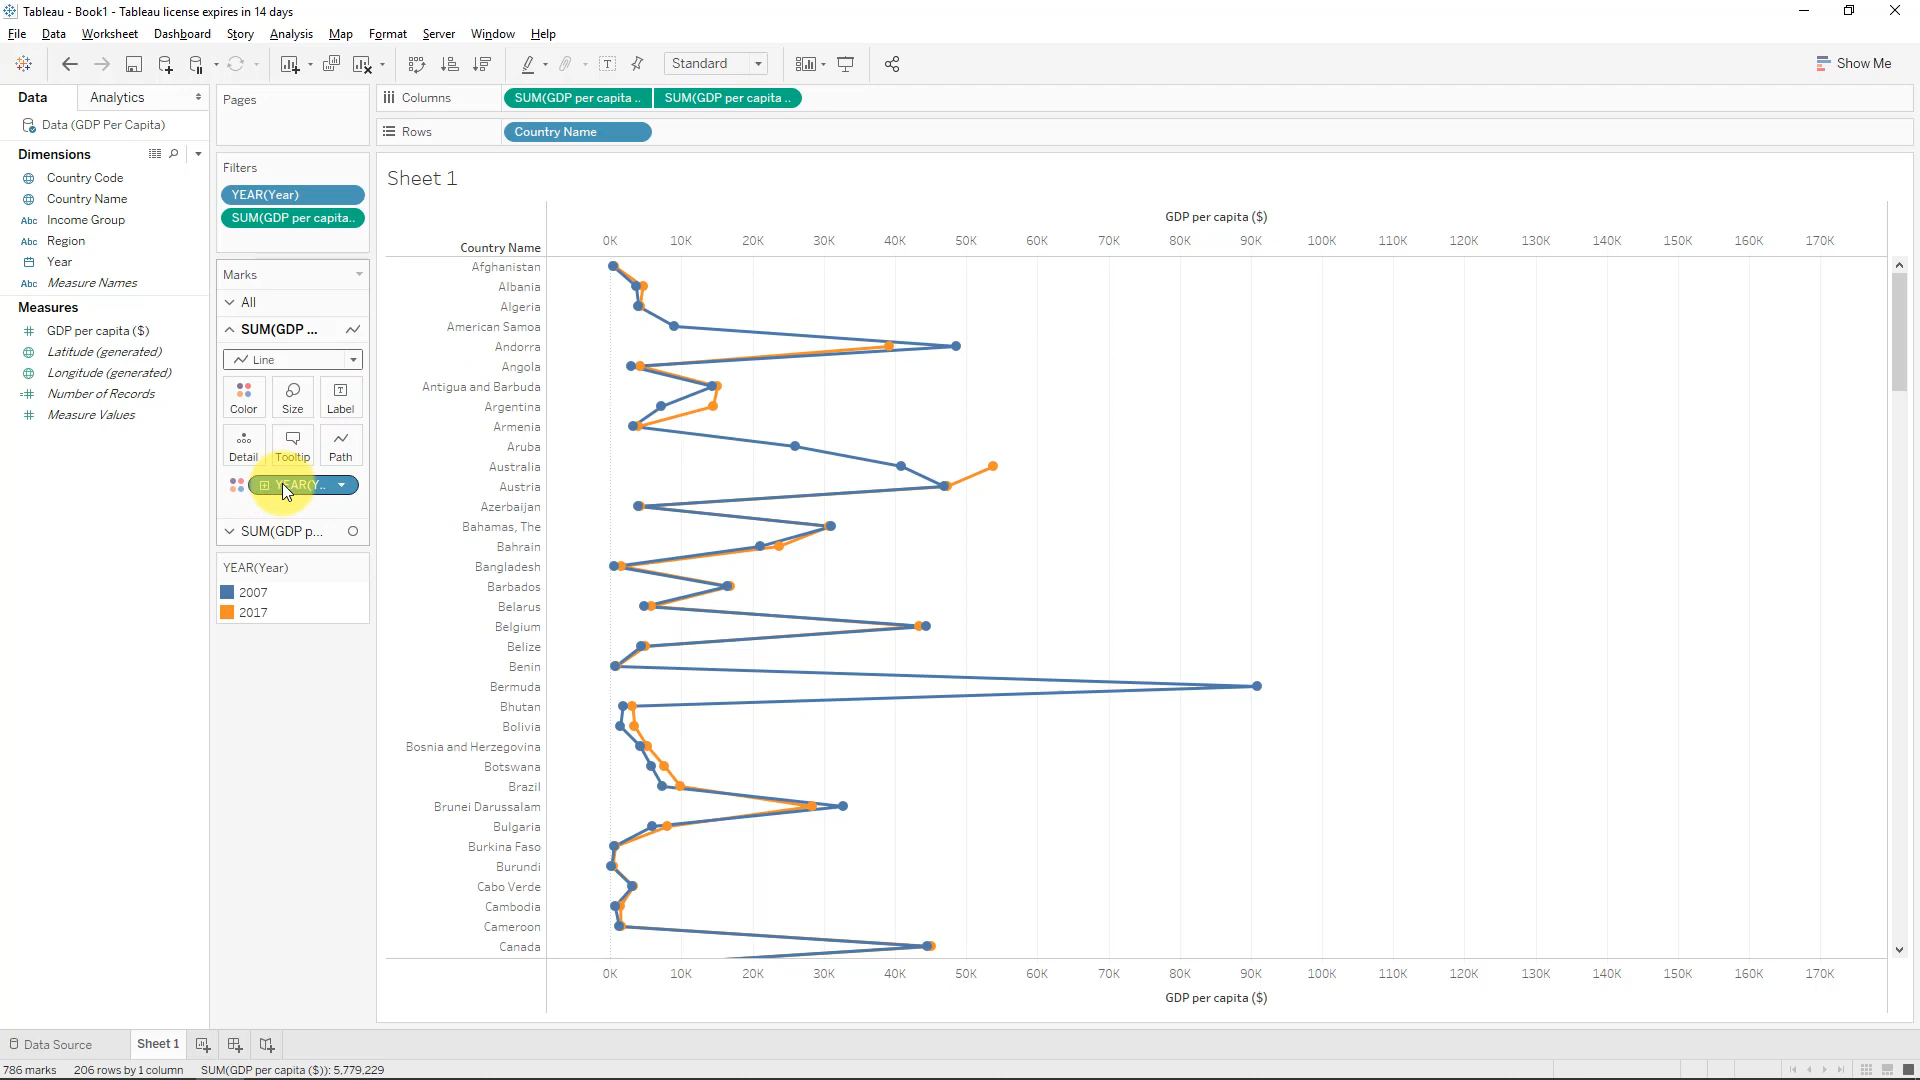 Tableau - Book1 - Tableau license expires in 14 days
File Data Worksheet Dashboard Story Analysis Map Format Server Window Help
Standard
Show Me
Data Analytics
Data (GDP Per Capita)
Dimensions
Country Code
Country Name
Abc Income Group
Abc Region
Year
Abc Measure Names
Measures
GDP per capita ($)
Latitude (generated)
Longitude (generated)
Number of Records
Measure Values
Pages
Filters
YEAR(Year)
SUM(GDP per capita..
Marks
All
SUM(GDP ...
Line
Color Size Label
Detail Tooltip Path
YEAR(Y..
SUM(GDP p...
YEAR(Year)
2007
2017
Columns SUM(GDP per capita .. SUM(GDP per capita ..
Rows Country Name
Sheet 1
GDP per capita ($)
0K 10K 20K 30K 40K 50K 60K 70K 80K 90K 100K 110K 120K 130K 140K 150K 160K 170K
Country Name
Afghanistan
Albania
Algeria
American Samoa
Andorra
Angola
Antigua and Barbuda
Argentina
Armenia
Aruba
Australia
Austria
Azerbaijan
Bahamas, The
Bahrain
Bangladesh
Barbados
Belarus
Belgium
Belize
Benin
Bermuda
Bhutan
Bolivia
Bosnia and Herzegovina
Botswana
Brazil
Brunei Darussalam
Bulgaria
Burkina Faso
Burundi
Cabo Verde
Cambodia
Cameroon
Canada
0K 10K 20K 30K 40K 50K 60K 70K 80K 90K 100K 110K 120K 130K 140K 150K 160K 170K
GDP per capita ($)
Data Source Sheet 1
786 marks 206 rows by 1 column SUM(GDP per capita ($)): 5,779,229